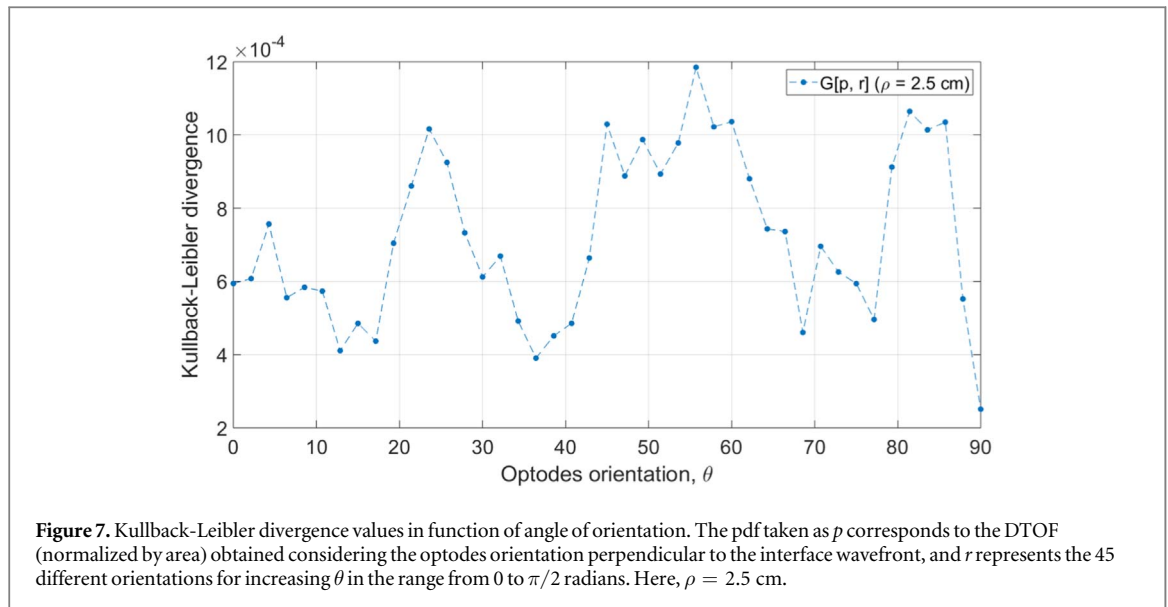 ×10-4
G[p, r] (ρ = 2.5 cm)
12
10
8
6
4
2
Kullback-Leibler divergence
0 10 20 30 40 50 60 70 80 90
Optodes orientation, θ
Figure 7. Kullback-Leibler divergence values in function of angle of orientation. The pdf taken as p corresponds to the DTOF
(normalized by area) obtained considering the optodes orientation perpendicular to the interface wavefront, and r represents the 45
different orientations for increasing θ in the range from 0 to π/2 radians. Here, ρ = 2.5 cm.